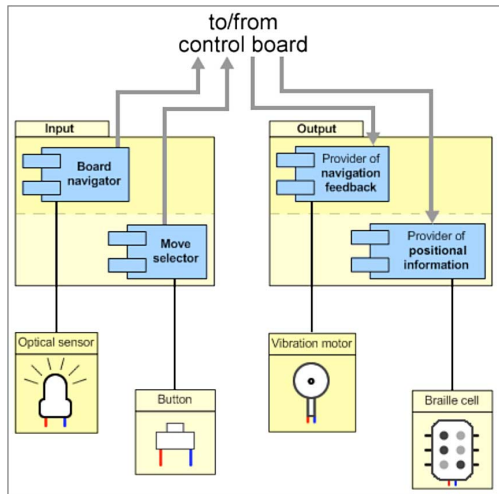 to/from
control board
Input
Board
navigator
Move
selector
Output
Provider of
navigation
feedback
Provider of
positional
information
Optical sensor
Button
Vibration motor
Braille cell